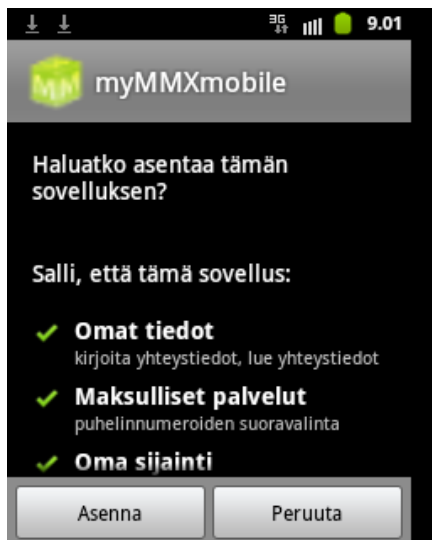 3G
9.01
myMMXmobile
Haluatko asentaa tämän
sovelluksen?
Salli, että tämä sovellus:
Omat tiedot
kirjoita yhteystiedot, lue yhteystiedot
Maksulliset palvelut
puhelinnumeroiden suoravalinta
Oma sijainti
Asenna
Peruuta